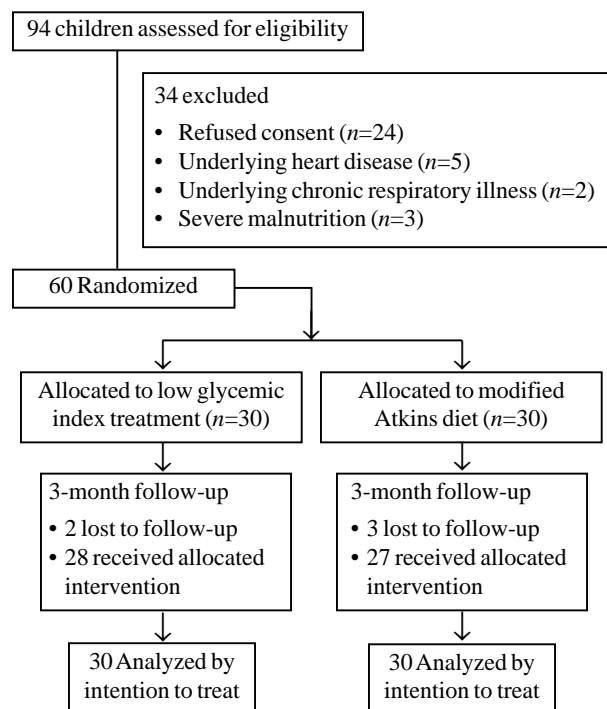 94 children assessed for eligibility
34 excluded
• Refused consent (n=24)
• Underlying heart disease (n=5)
• Underlying chronic respiratory illness (n=2)
• Severe malnutrition (n=3)
60 Randomized
Allocated to low glycemic
index treatment (n=30)
Allocated to modified
Atkins diet (n=30)
3-month follow-up
• 2 lost to follow-up
• 28 received allocated
intervention
3-month follow-up
• 3 lost to follow-up
• 27 received allocated
intervention
30 Analyzed by
intention to treat
30 Analyzed by
intention to treat